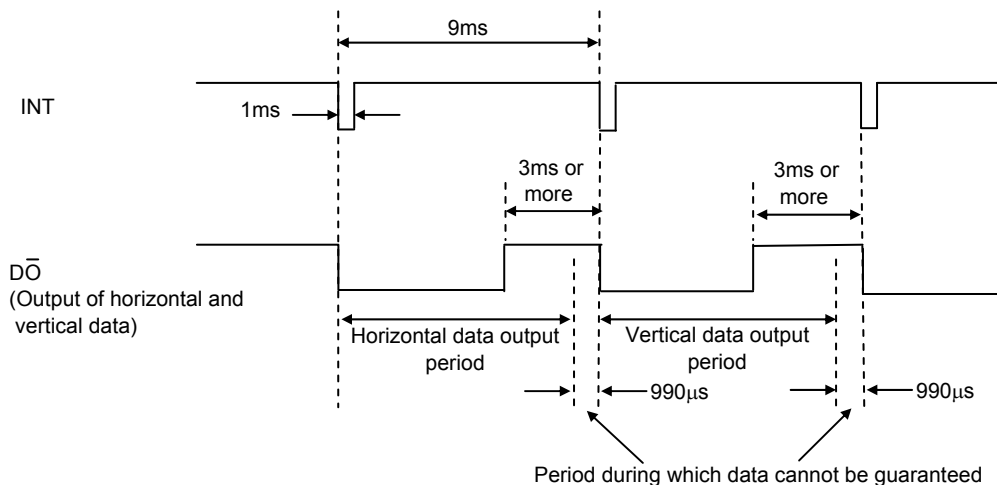 9ms
INT
1ms
3ms or
more
3ms or
more
DŌ
(Output of horizontal and
vertical data)
Horizontal data output
period
Vertical data output
period
990μs
990μs
Period during which data cannot be guaranteed